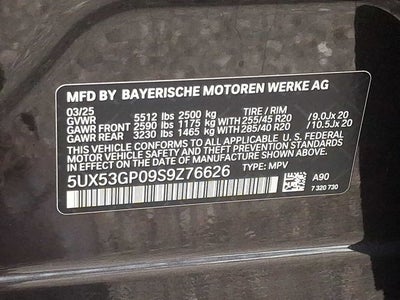 MFD BY BAYERISCHE MOTOREN WERKE AG
03/25
GVWR 5512 lbs 2500 kg TIRE / RIM
GAWR FRONT 2590 lbs 1175 kg WITH 255/45 R20 / 9.0Jx 20
GAWR REAR 3230 lbs 1465 kg WITH 285/40 R20 / 10.5Jx 20
THIS VEHICLE CONFORMS TO ALL APPLICABLE U.S. FEDERAL
MOTOR VEHICLE SAFETY AND THEFT PREVENTION STANDARDS
IN EFFECT ON THE DATE OF MANUFACTURE SHOWN ABOVE.
5UX53GP09S9Z76626 TYPE: MPV
A90
7 320 730